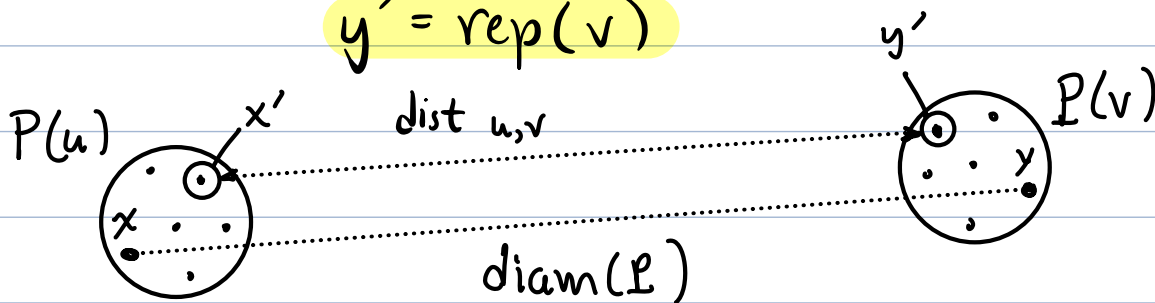 y′ = rep(v)
y′
P(u)
x′
dist u,v
P(v)
x
y
diam(P)